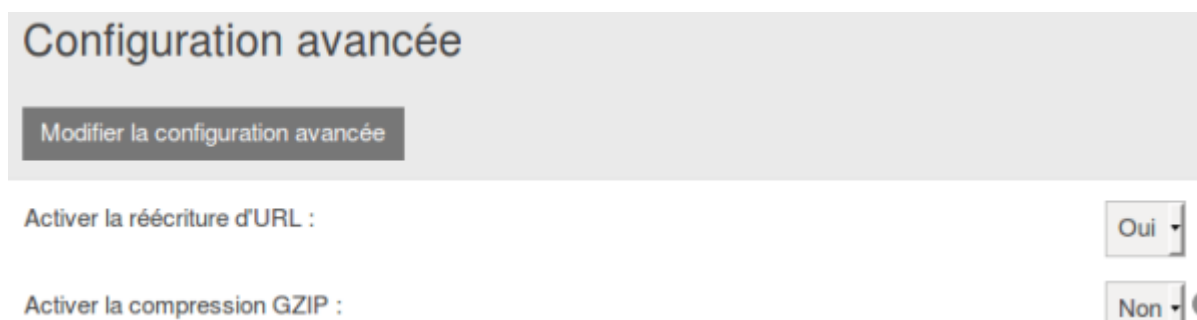 Configuration avancée
Modifier la configuration avancée
Activer la réécriture d'URL :
Oui
Activer la compression GZIP :
Non